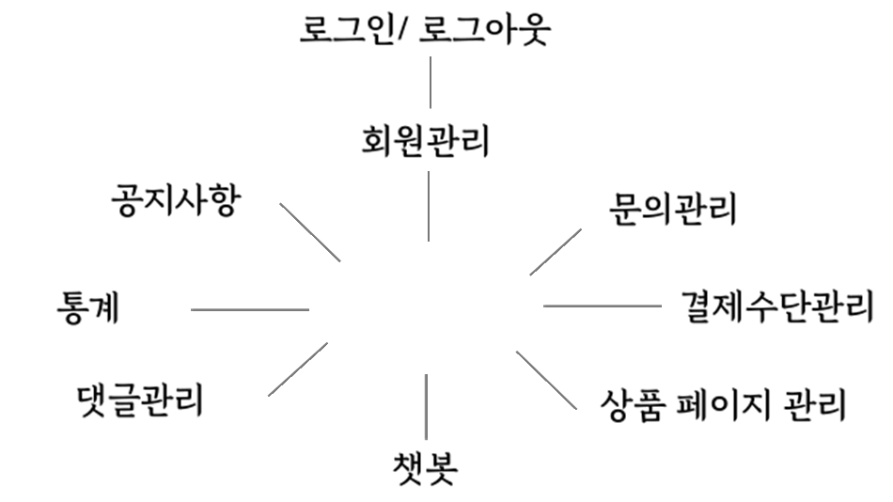 로그인/ 로그아웃
회원관리
공지사항
문의관리
통계
결제수단관리
댓글관리
상품 페이지 관리
챗봇